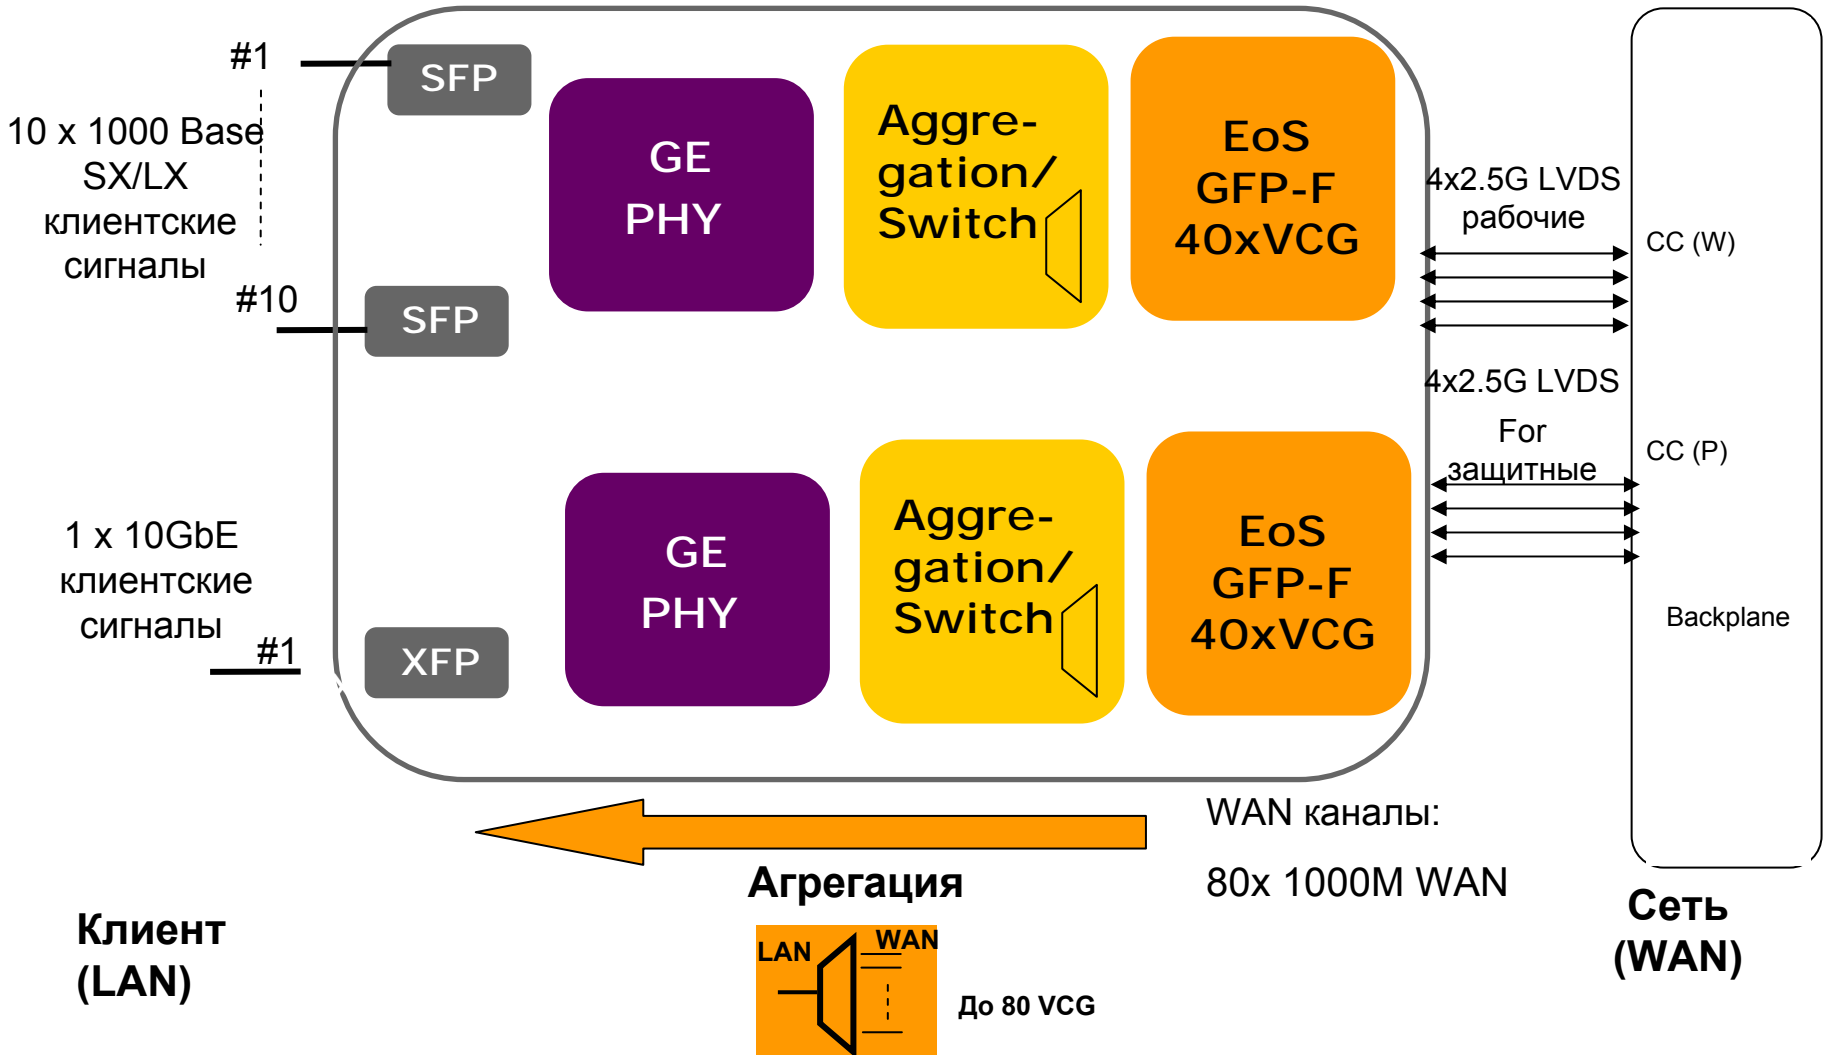 #1
SFP
10 x 1000 Base
SX/LX
клиентские
сигналы
#10
SFP
GE
PHY
Aggre-
gation/
Switch
EoS
GFP-F
40xVCG
4x2.5G LVDS
рабочие
CC (W)
4x2.5G LVDS
For
защитные
CC (P)
1 x 10GbE
клиентские
сигналы
#1
XFP
GE
PHY
Aggre-
gation/
Switch
EoS
GFP-F
40xVCG
Backplane
WAN каналы:
80x 1000M WAN
Агрегация
Клиент
(LAN)
LAN
WAN
До 80 VCG
Сеть
(WAN)